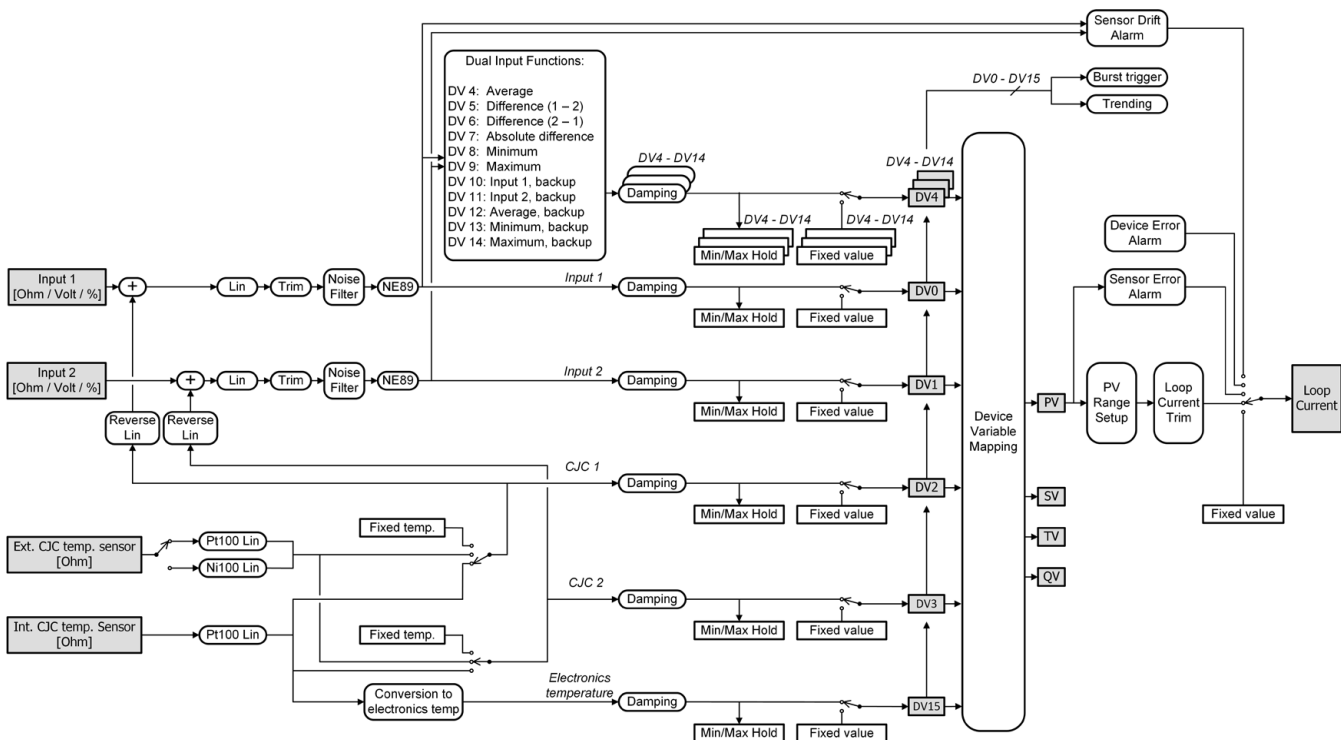 Sensor Drift
Alarm
Dual Input Functions:
DV 4: Average
DV 5: Difference (1 – 2)
DV 6: Difference (2 – 1)
DV 7: Absolute difference
DV 8: Minimum
DV 9: Maximum
DV 10: Input 1, backup
DV 11: Input 2, backup
DV 12: Average, backup
DV 13: Minimum, backup
DV 14: Maximum, backup
DV0 - DV15
Burst trigger
Trending
DV4 - DV14
Damping
DV4 - DV14
DV4
DV4 - DV14
Min/Max Hold
DV4 - DV14
Fixed value
Device Error
Alarm
Input 1
[Ohm / Volt / %]
+
Lin
Trim
Noise
Filter
NE89
Input 1
Damping
Min/Max Hold
Fixed value
DV0
Sensor Error
Alarm
Input 2
[Ohm / Volt / %]
+
Lin
Trim
Noise
Filter
NE89
Input 2
Damping
Min/Max Hold
Fixed value
DV1
Device
Variable
Mapping
PV
PV
Range
Setup
Loop
Current
Trim
Loop
Current
Reverse
Lin
Reverse
Lin
CJC 1
Damping
Min/Max Hold
Fixed value
DV2
SV
TV
QV
Fixed value
Ext. CJC temp. sensor
[Ohm]
Pt100 Lin
Ni100 Lin
Fixed temp.
CJC 2
Damping
Min/Max Hold
Fixed value
DV3
Int. CJC temp. Sensor
[Ohm]
Pt100 Lin
Fixed temp.
Conversion to
electronics temp
Electronics
temperature
Damping
Min/Max Hold
Fixed value
DV15